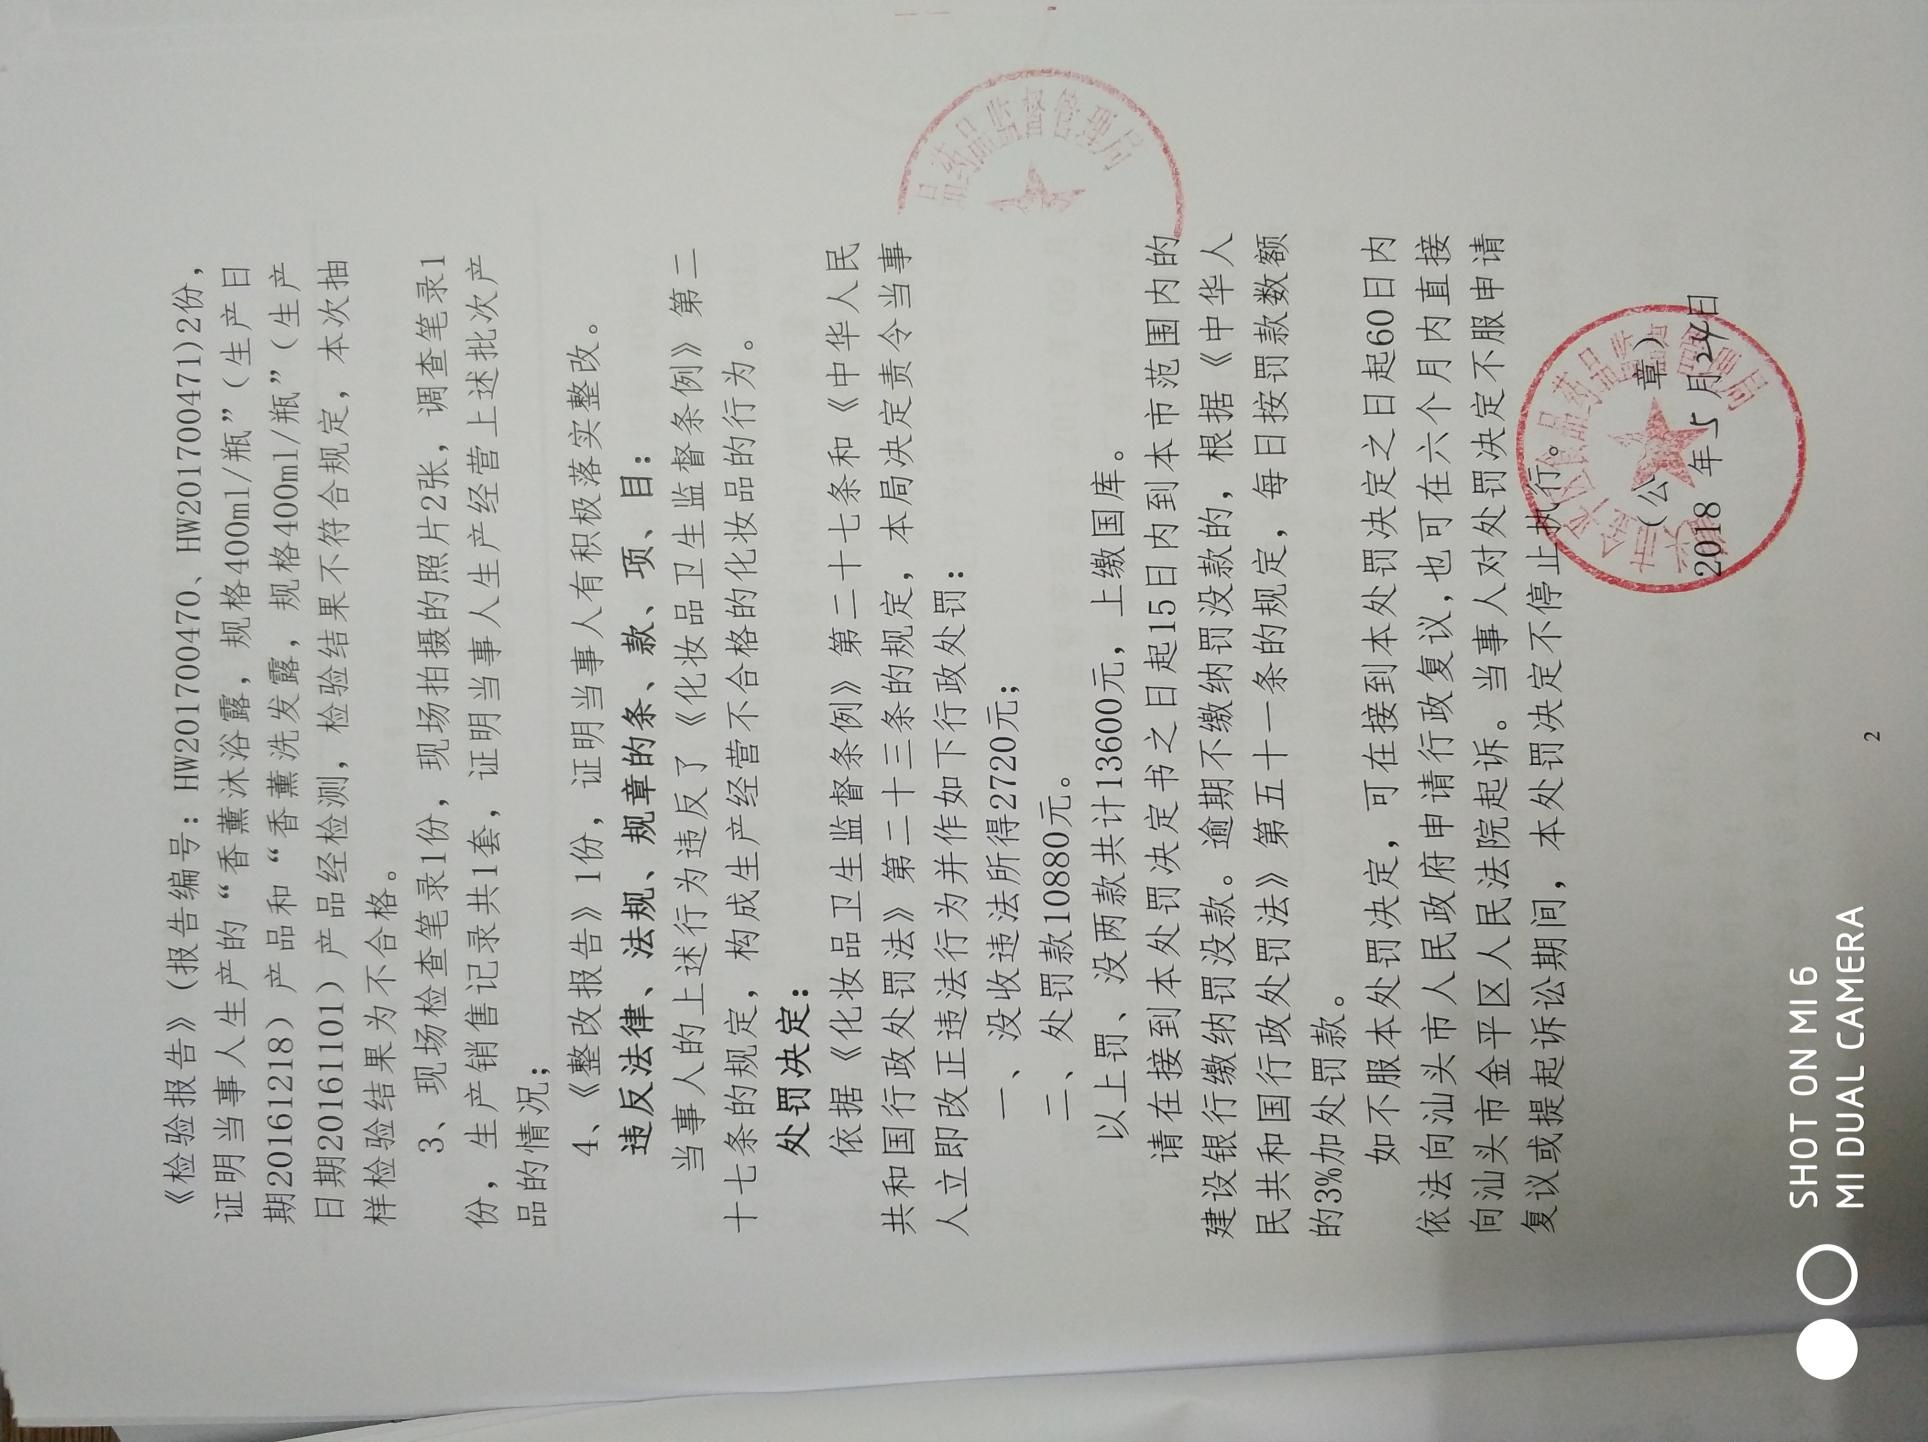 《检验报告》（报告编号：HW201700470、HW201700471)2份，
证明当事人生产的“香薰沐浴露，规格400ml/瓶”（生产日
期20161218）产品和“香薰洗发露，规格400ml/瓶”（生产
日期20161101）产品经检测，检验结果不符合规定，本次抽
样检验结果为不合格。
3、现场检查笔录1份，现场拍摄的照片2张，调查笔录1
份，生产销售记录共1套，证明当事人生产经营上述批次产
品的情况；
4、《整改报告》1份，证明当事人有积极落实整改。
违反法律、法规、规章的条、款、项、目：
当事人的上述行为违反了《化妆品卫生监督条例》第二
十七条的规定，构成生产经营不合格的化妆品的行为。
处罚决定：
依据《化妆品卫生监督条例》第二十七条和《中华人民
共和国行政处罚法》第二十三条的规定，本局决定责令当事
人立即改正违法行为并作如下行政处罚：
一、没收违法所得2720元；
二、处罚款10880元。
以上罚、没两款共计13600元，上缴国库。
请在接到本处罚决定书之日起15日内到本市范围内的
建设银行缴纳罚没款。逾期不缴纳罚没款的，根据《中华人
民共和国行政处罚法》第五十一条的规定，每日按罚款数额
的3%加处罚款。
如不服本处罚决定，可在接到本处罚决定之日起60日内
依法向汕头市人民政府申请行政复议,也可在六个月内直接
向汕头市金平区人民法院起诉。当事人对处罚决定不服申请
复议或提起诉讼期间，本处罚决定不停止执行。
（公 章）
2018 年5月24日
品药品监督管理局
2
SHOT ON MI 6
MI DUAL CAMERA